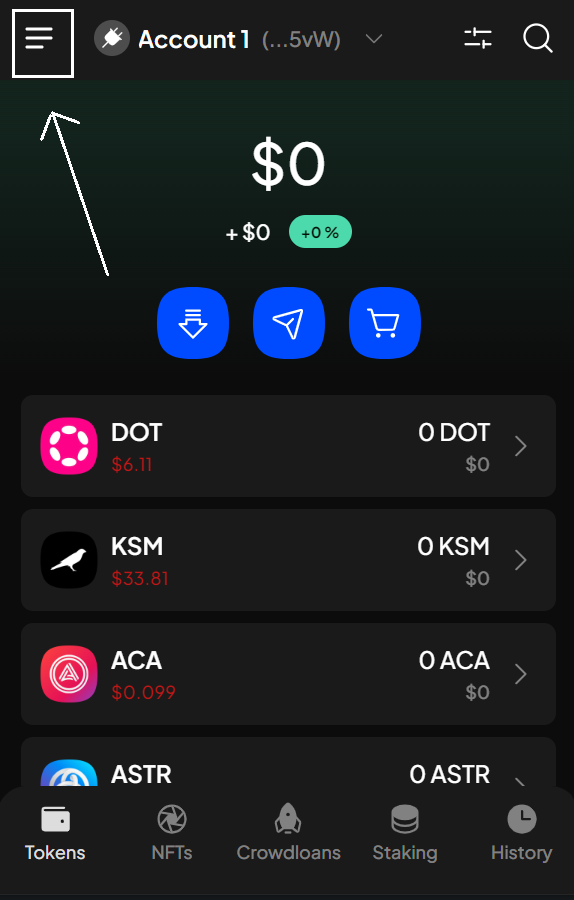 Account 1 (...5vW)
$0
+ $0 +0 %
DOT 0 DOT
$6.11 $0
KSM 0 KSM
$33.81 $0
ACA 0 ACA
$0.099 $0
ASTR 0 ASTR
Tokens NFTs Crowdloans Staking History